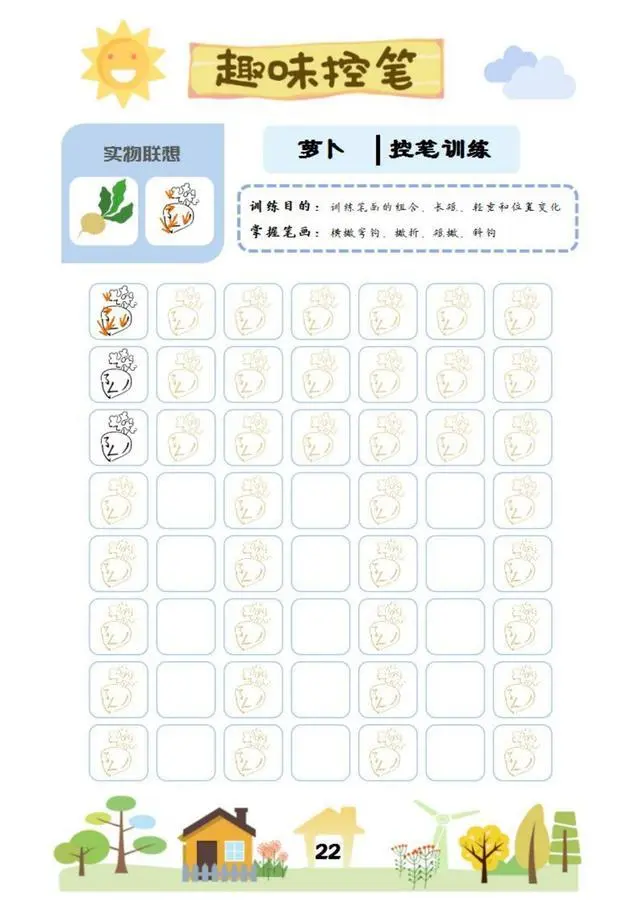 趣味控笔
实物联想
萝卜 | 控笔训练
训练目的：训练笔画的组合、长短、轻重和位置变化
掌握笔画：横撇弯钩、撇折、短撇、斜钩
22